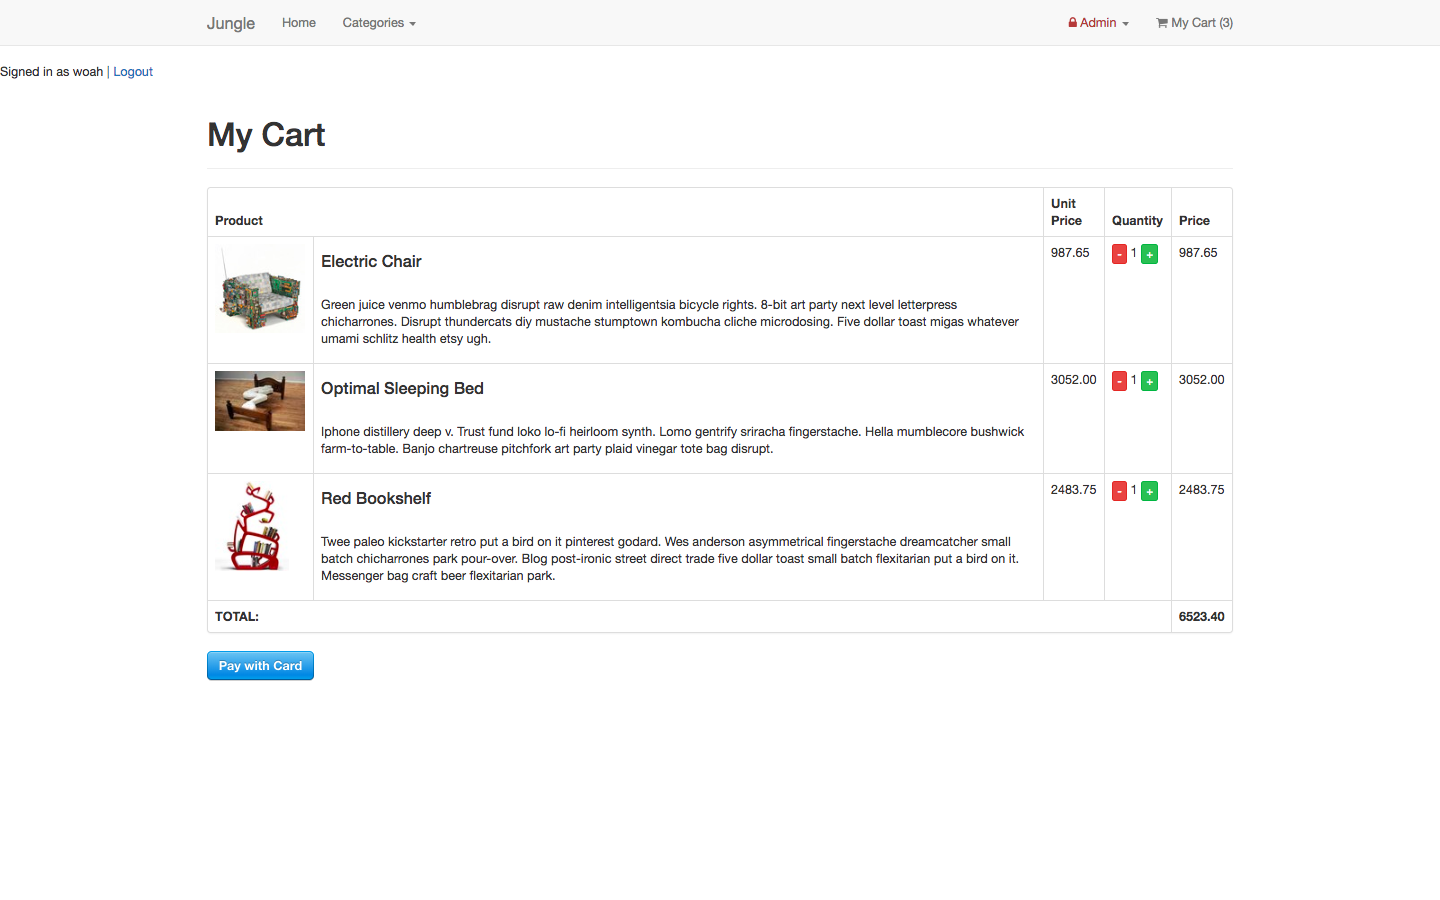 Jungle Home Categories Admin My Cart (3)
Signed in as woah | Logout
My Cart
Product Unit Price Quantity Price
Electric Chair 987.65 - 1 + 987.65
Green juice venmo humblebrag disrupt raw denim intelligentsia bicycle rights. 8-bit art party next level letterpress
chicharrones. Disrupt thundercats diy mustache stumptown kombucha cliche microdosing. Five dollar toast migas whatever
umami schlitz health etsy ugh.
Optimal Sleeping Bed 3052.00 - 1 + 3052.00
Iphone distillery deep v. Trust fund loko lo-fi heirloom synth. Lomo gentrify sriracha fingerstache. Hella mumblecore bushwick
farm-to-table. Banjo chartreuse pitchfork art party plaid vinegar tote bag disrupt.
Red Bookshelf 2483.75 - 1 + 2483.75
Twee paleo kickstarter retro put a bird on it pinterest godard. Wes anderson asymmetrical fingerstache dreamcatcher small
batch chicharrones park pour-over. Blog post-ironic street direct trade five dollar toast small batch flexitarian put a bird on it.
Messenger bag craft beer flexitarian park.
TOTAL: 6523.40
Pay with Card